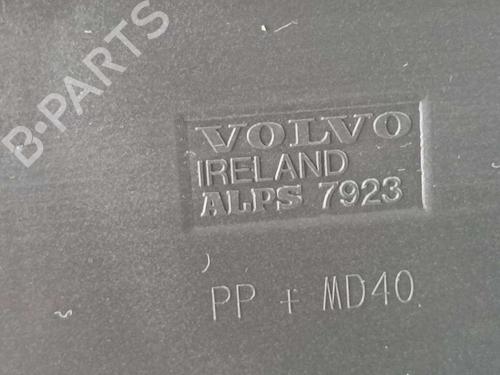 B-PARTS
VOLVO
IRELAND
ALPS 7923
PP + MD40